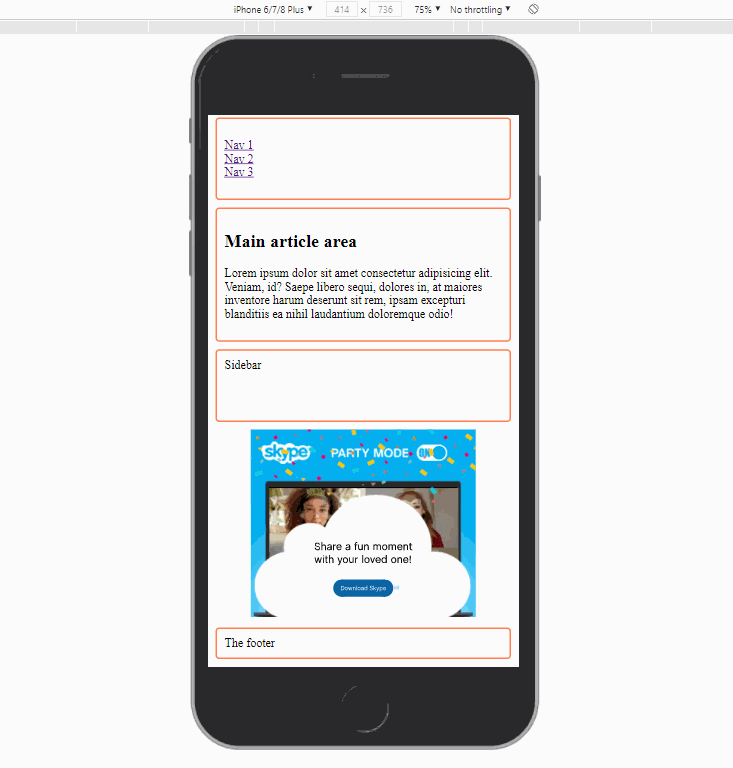 iPhone 6/7/8 Plus ▼ 414 x 736 75% ▼ No throttling ▼
Nav 1
Nav 2
Nav 3
Main article area
Lorem ipsum dolor sit amet consectetur adipisicing elit.
Veniam, id? Saepe libero sequi, dolores in, at maiores
inventore harum deserunt sit rem, ipsam excepturi
blanditiis ea nihil laudantium doloremque odio!
Sidebar
skype PARTY MODE ON
Share a fun moment
with your loved one!
Download Skype
The footer